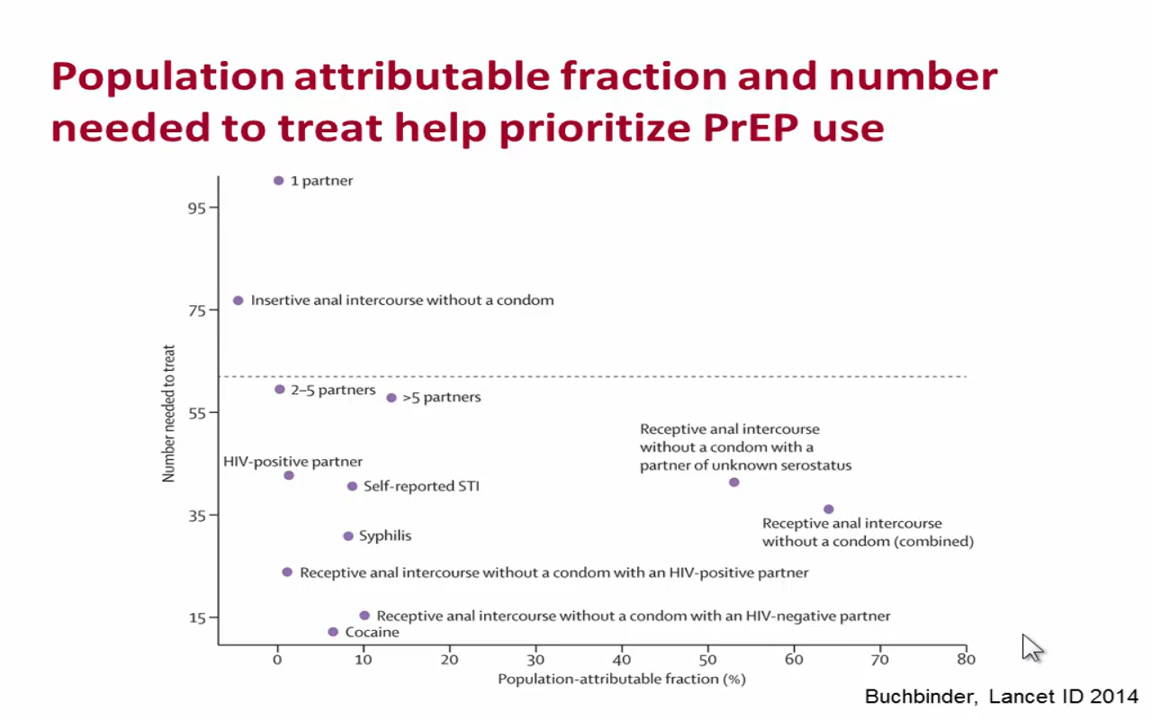 Population attributable fraction and number
needed to treat help prioritize PrEP use
1 partner
95
Insertive anal intercourse without a condom
75
2–5 partners
>5 partners
55
Number needed to treat
Receptive anal intercourse
without a condom with a
partner of unknown serostatus
HIV-positive partner
Self-reported STI
35
Receptive anal intercourse
without a condom (combined)
Syphilis
Receptive anal intercourse without a condom with an HIV-positive partner
15
Receptive anal intercourse without a condom with an HIV-negative partner
Cocaine
0 10 20 30 40 50 60 70 80
Population-attributable fraction (%)
Buchbinder, Lancet ID 2014